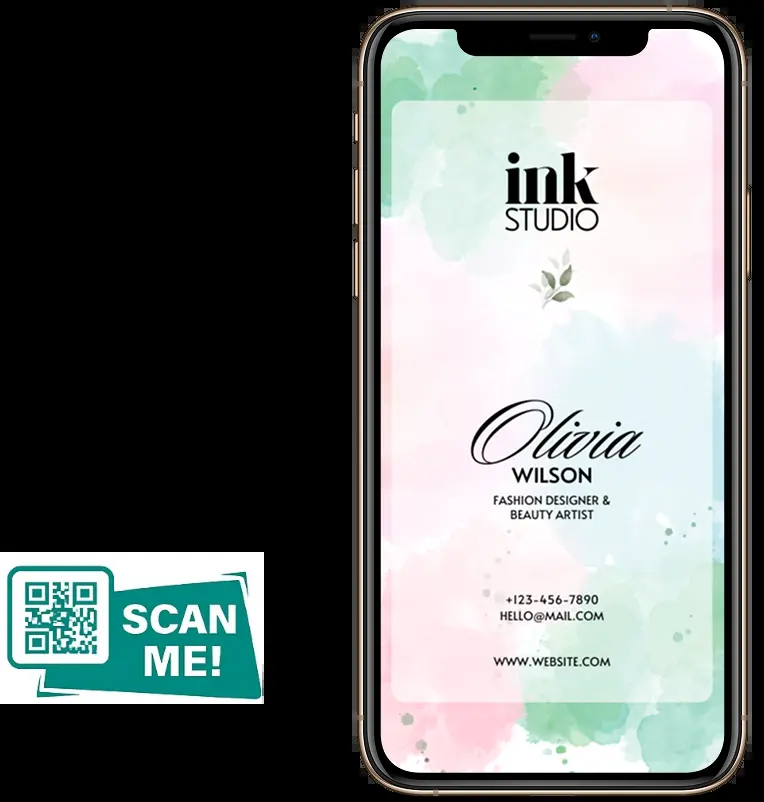 ink
STUDIO
Olivia
WILSON
FASHION DESIGNER &
BEAUTY ARTIST
+123-456-7890
HELLO@MAIL.COM
WWW.WEBSITE.COM
SCAN
ME!